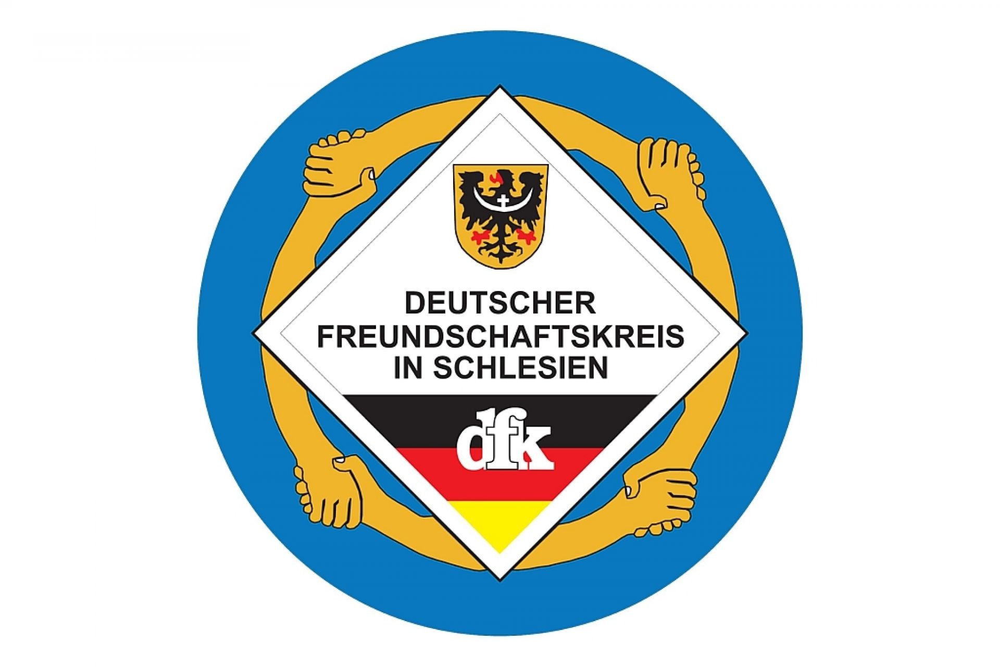 DEUTSCHER
FREUNDSCHAFTSKREIS
IN SCHLESIEN
dfk